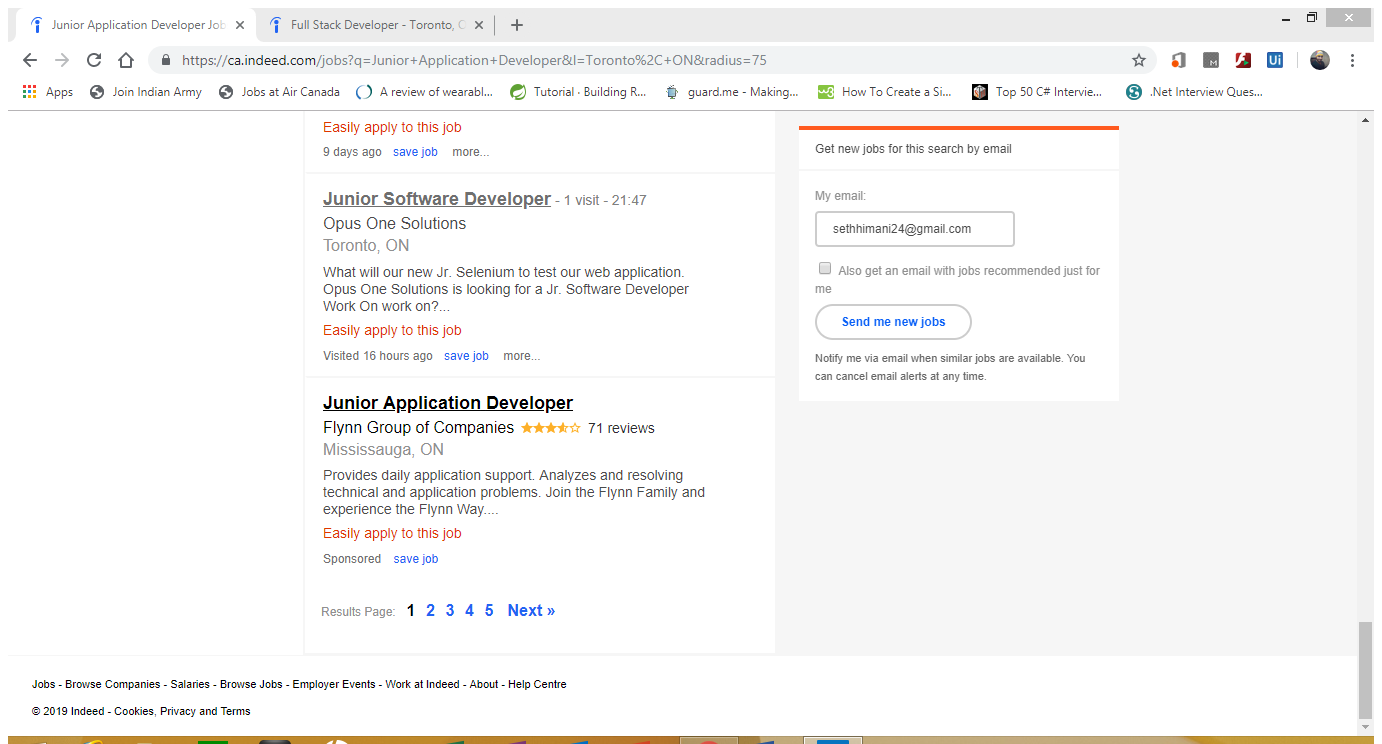 Junior Application Developer Job
Full Stack Developer - Toronto, O
https://ca.indeed.com/jobs?q=Junior+Application+Developer&l=Toronto%2C+ON&radius=75
Apps
Join Indian Army
Jobs at Air Canada
A review of wearabl...
Tutorial · Building R...
guard.me - Making...
How To Create a Si...
Top 50 C# Intervie...
.Net Interview Ques...
Easily apply to this job
9 days ago save job more...
Junior Software Developer - 1 visit - 21:47
Opus One Solutions
Toronto, ON
What will our new Jr. Selenium to test our web application.
Opus One Solutions is looking for a Jr. Software Developer
Work On work on?...
Easily apply to this job
Visited 16 hours ago save job more...
Junior Application Developer
Flynn Group of Companies 71 reviews
Mississauga, ON
Provides daily application support. Analyzes and resolving
technical and application problems. Join the Flynn Family and
experience the Flynn Way....
Easily apply to this job
Sponsored save job
Results Page: 1 2 3 4 5 Next »
Get new jobs for this search by email
My email:
sethhimani24@gmail.com
Also get an email with jobs recommended just for
me
Send me new jobs
Notify me via email when similar jobs are available. You
can cancel email alerts at any time.
Jobs - Browse Companies - Salaries - Browse Jobs - Employer Events - Work at Indeed - About - Help Centre
© 2019 Indeed - Cookies, Privacy and Terms